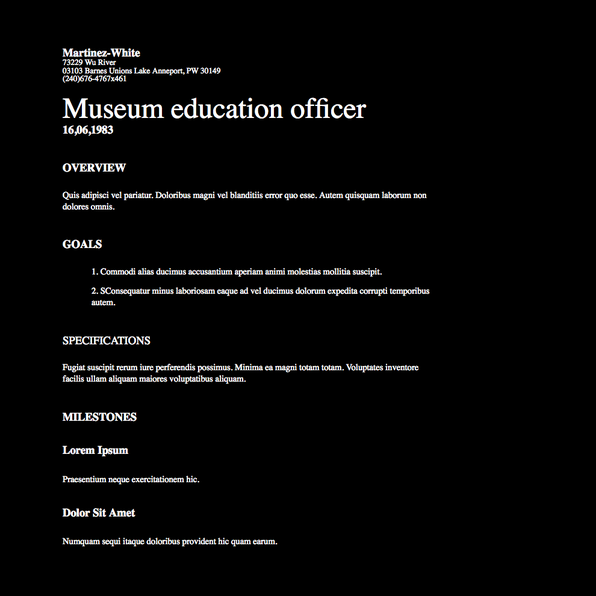 Martinez-White
73229 Wu River
03103 Barnes Unions Lake Anneport, PW 30149
(240)676-4767x461
Museum education officer
16,06,1983
OVERVIEW
Quis adipisci vel pariatur. Doloribus magni vel blanditiis error quo esse. Autem quisquam laborum non
dolores omnis.
GOALS
1. Commodi alias ducimus accusantium aperiam animi molestias mollitia suscipit.
2. SConsequatur minus laboriosam eaque ad vel ducimus dolorum expedita corrupti temporibus
autem.
SPECIFICATIONS
Fugiat suscipit rerum iure perferendis possimus. Minima ea magni totam totam. Voluptates inventore
facilis ullam aliquam maiores voluptatibus aliquam.
MILESTONES
Lorem Ipsum
Praesentium neque exercitationem hic.
Dolor Sit Amet
Numquam sequi itaque doloribus provident hic quam earum.